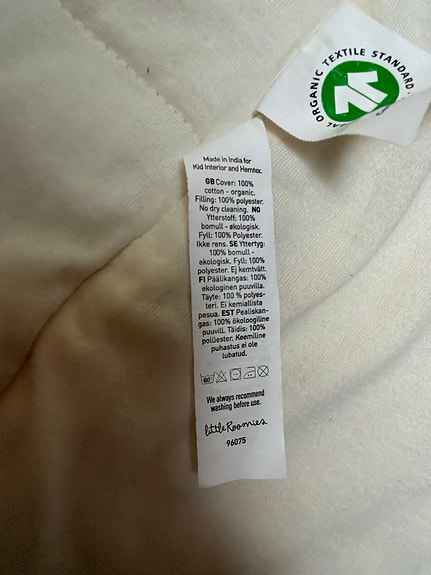 AL ORGANIC TEXTILE STANDARD ·
Made in India for
Kid Interior and Hemtex.
GB Cover: 100%
cotton - organic.
Filling: 100% polyester.
No dry cleaning. NO
Ytterstoff: 100%
bomull - økologisk.
Fyll: 100% Polyester.
Ikke rens. SE Yttertyg:
100% bomull -
ekologisk. Fyll: 100%
polyester. Ej kemtvätt.
FI Päälikangas: 100%
ekologinen puuvilla.
Täyte: 100 % polyes-
teri. Ei kemiallista
pesua. EST Pealiskan-
gas: 100% ökoloogiline
puuvill. Täidis: 100%
polüester. Keemiline
puhastus ei ole
lubatud.
60°
We always recommend
washing before use.
little Roomies
96075